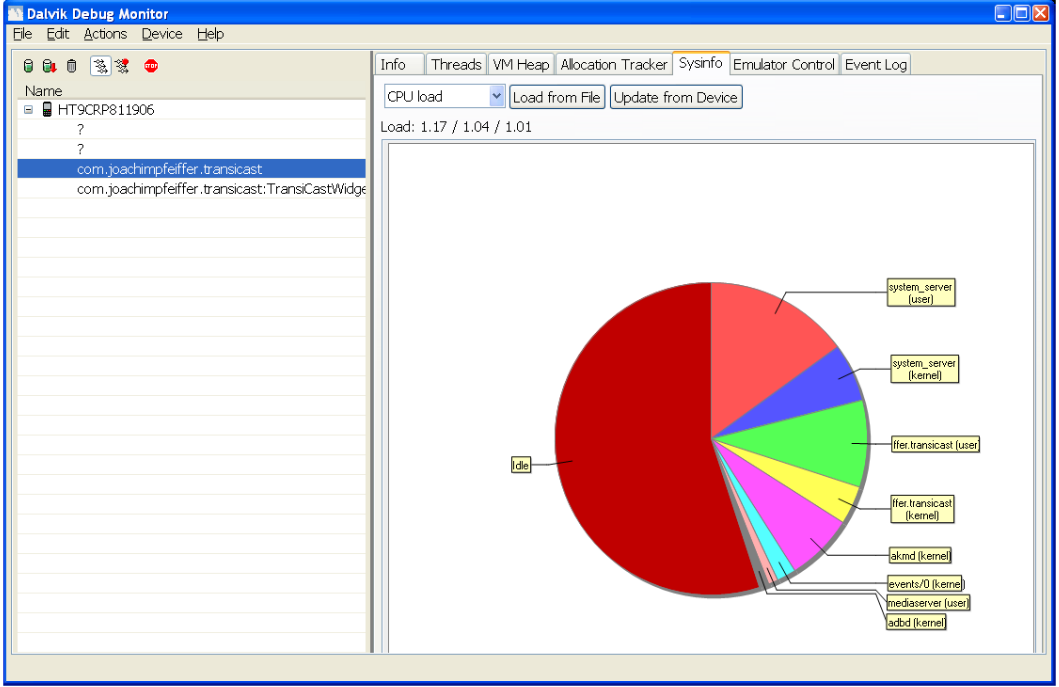 Dalvik Debug Monitor
File Edit Actions Device Help
Name
HT9CRP811906
?
?
com.joachimpfeiffer.transicast
com.joachimpfeiffer.transicast:TransiCastWidge
Info Threads VM Heap Allocation Tracker Sysinfo Emulator Control Event Log
CPU load Load from File Update from Device
Load: 1.17 / 1.04 / 1.01
system_server
(user)
system_server
(kernel)
ffer.transicast (user)
Idle
ffer.transicast
(kernel)
akmd (kernel)
events/0 (kernel)
mediaserver (user)
adbd (kernel)
STOP